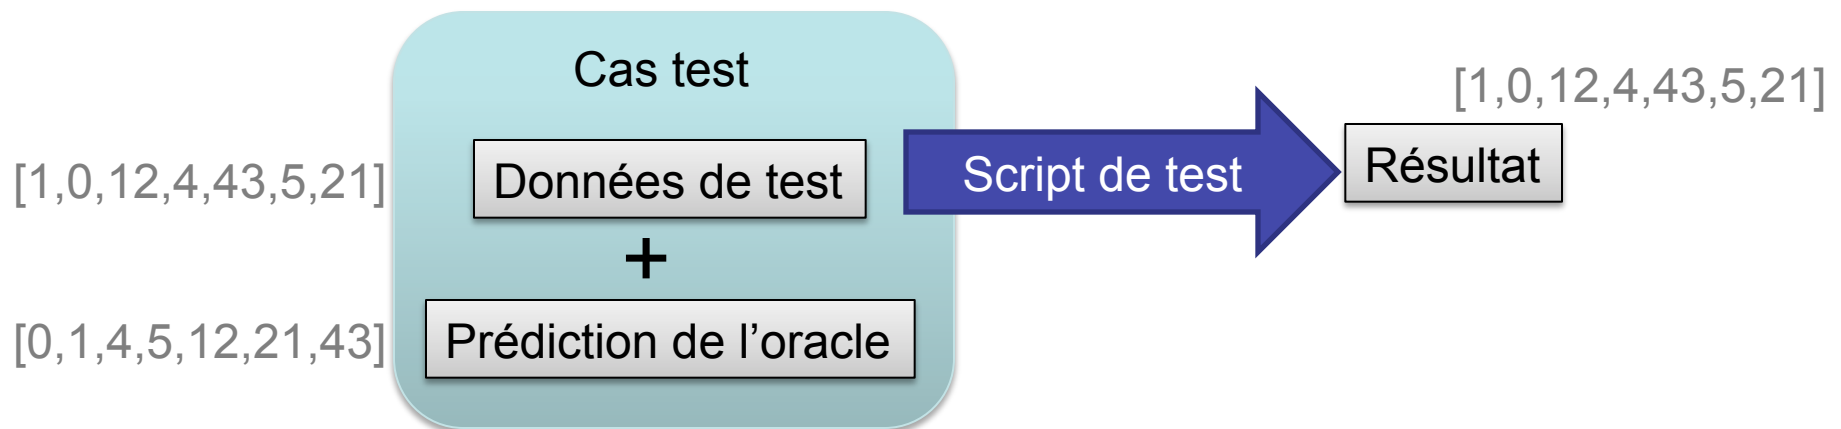 Cas test
[1,0,12,4,43,5,21]
Données de test
Script de test
[1,0,12,4,43,5,21]
Résultat
+
[0,1,4,5,12,21,43]
Prédiction de l’oracle